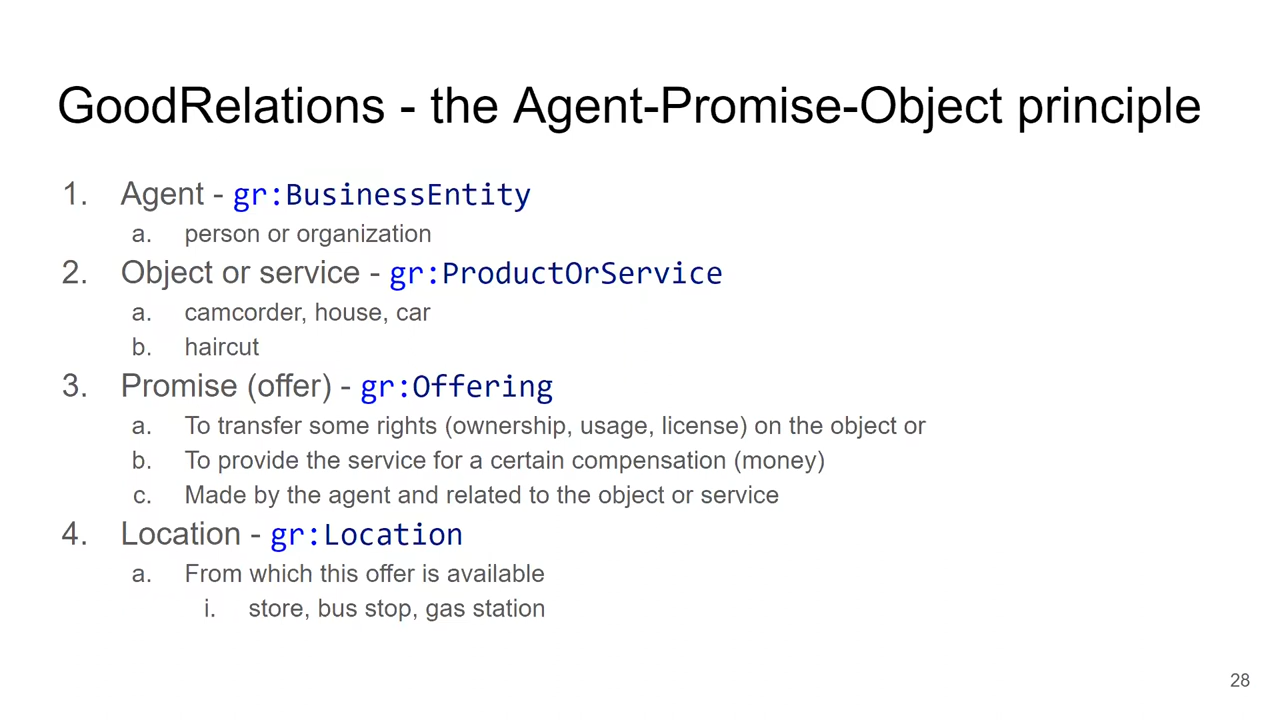 GoodRelations - the Agent-Promise-Object principle
1. Agent - gr:BusinessEntity
a. person or organization
2. Object or service - gr:ProductOrService
a. camcorder, house, car
b. haircut
3. Promise (offer) - gr:Offering
a. To transfer some rights (ownership, usage, license) on the object or
b. To provide the service for a certain compensation (money)
c. Made by the agent and related to the object or service
4. Location - gr:Location
a. From which this offer is available
i. store, bus stop, gas station
28